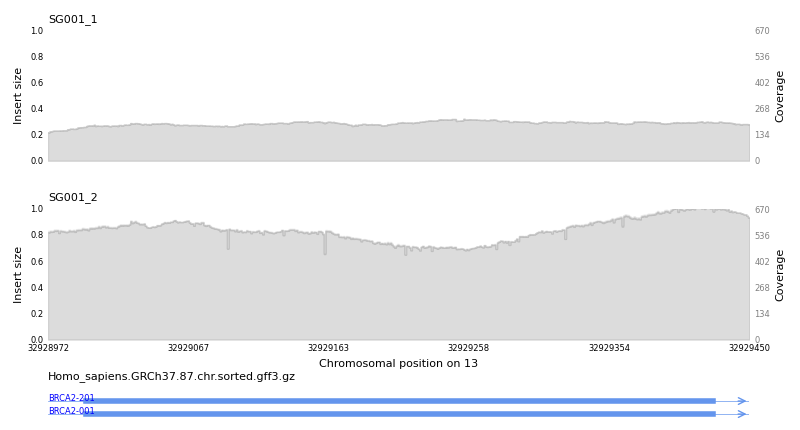 SG001_1
1.0 670
0.8 536
0.6 402
0.4 268
0.2 134
0.0 0
Insert size
Coverage
SG001_2
1.0 670
0.8 536
0.6 402
0.4 268
0.2 134
0.0 0
Insert size
Coverage
32928972 32929067 32929163 32929258 32929354 32929450
Chromosomal position on 13
Homo_sapiens.GRCh37.87.chr.sorted.gff3.gz
BRCA2-201
BRCA2-001